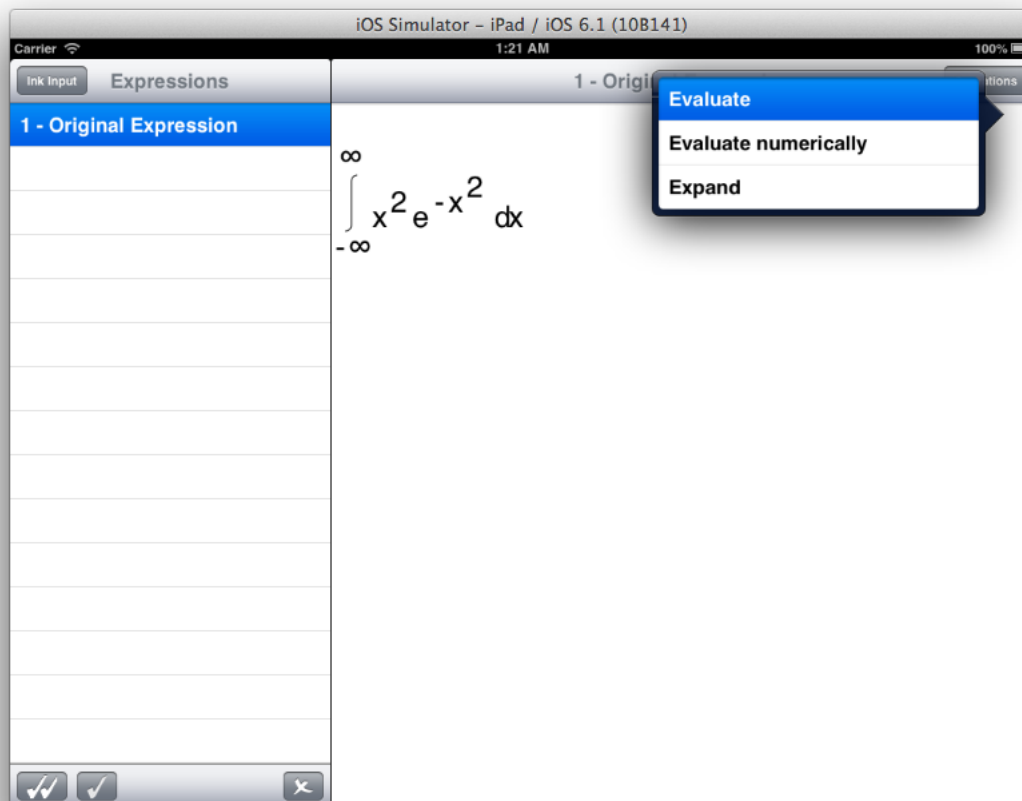 iOS Simulator – iPad / iOS 6.1 (10B141)
Carrier 1:21 AM 100%
Ink Input Expressions 1 - Origi tions
1 - Original Expression
Evaluate
Evaluate numerically
Expand
∞
∫ x² e^-x² dx
-∞